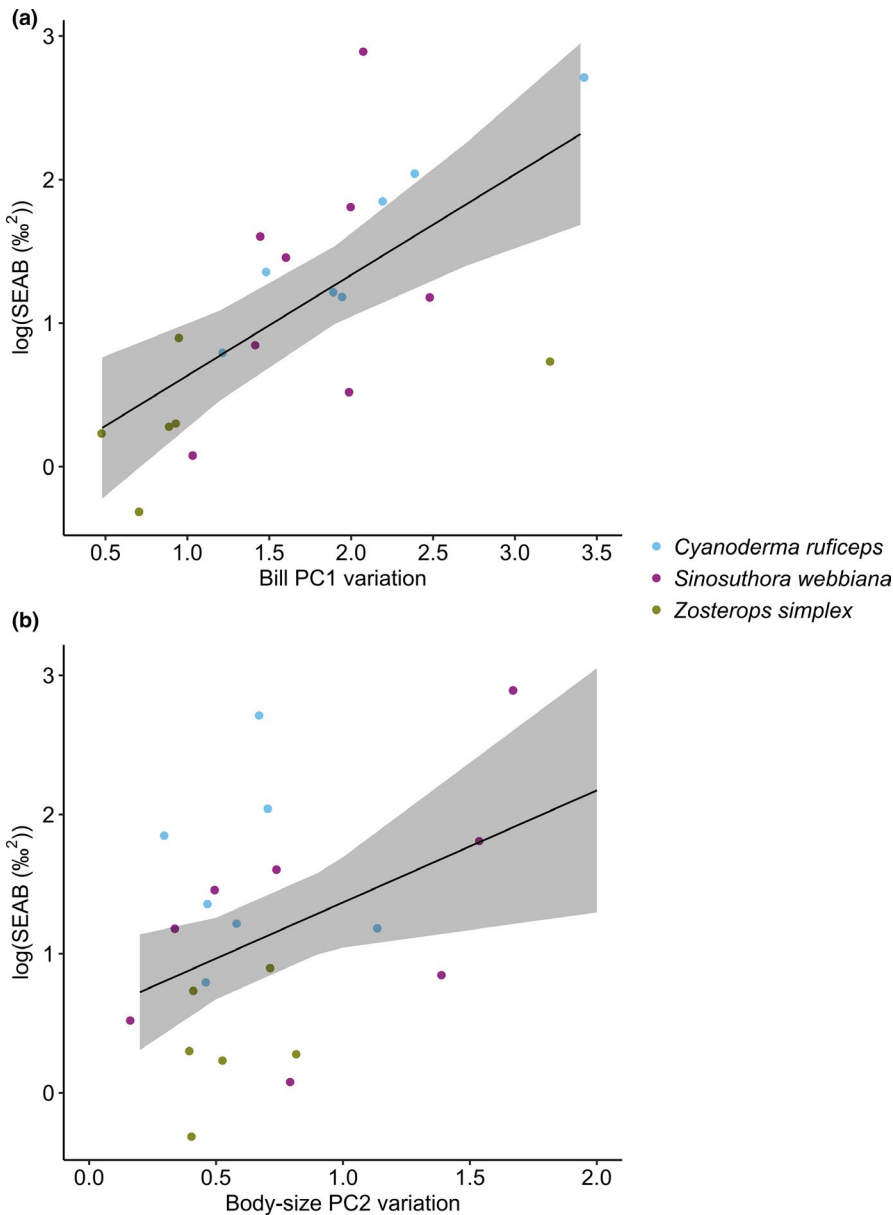 (a)
3
2
1
0
log(SEAB (‰²))
0.5 1.0 1.5 2.0 2.5 3.0 3.5
Bill PC1 variation
Cyanoderma ruficeps
Sinosuthora webbiana
Zosterops simplex
(b)
3
2
1
0
log(SEAB (‰²))
0.0 0.5 1.0 1.5 2.0
Body-size PC2 variation